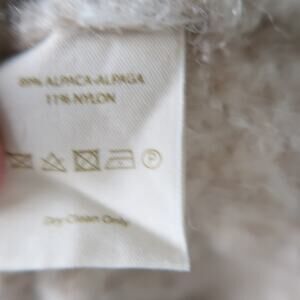 89% ALPACA-ALPAGA
11% NYLON
P
Dry Clean Only